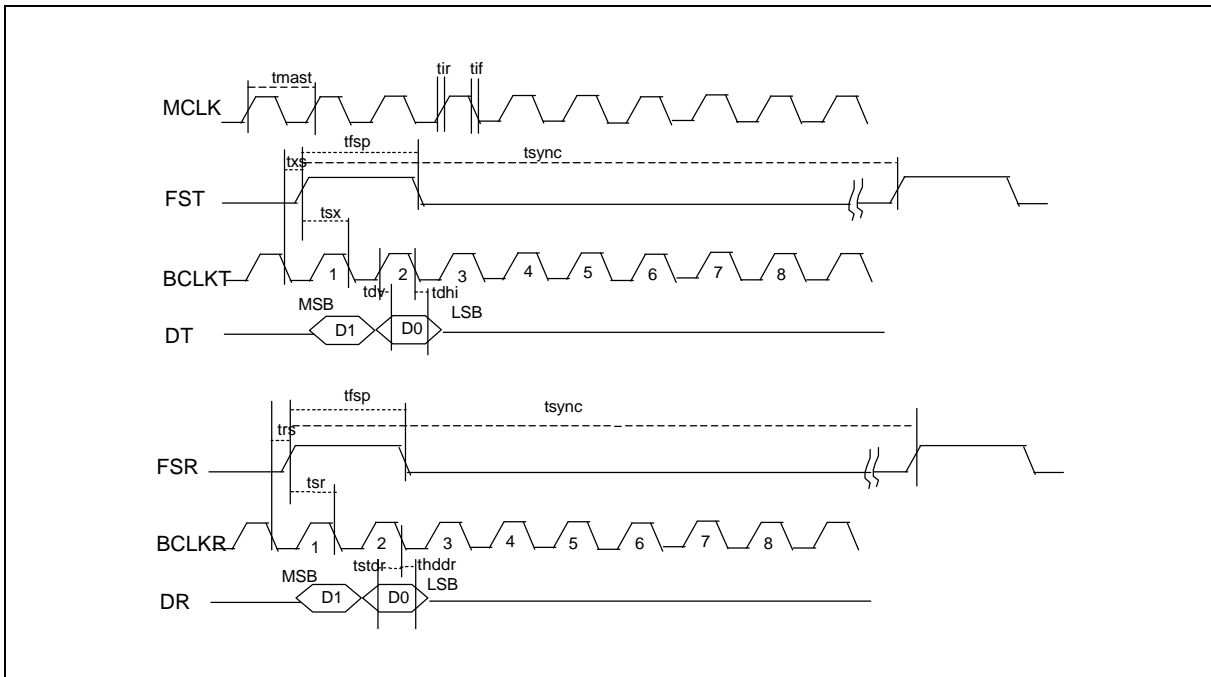 tir tif
tmast
MCLK
tfsp
txs tsync
FST
tsx
BCLKT 1 2 3 4 5 6 7 8
tdv tdhi
MSB LSB
DT D1 D0
tfsp
tsync
trs
FSR
tsr
BCLKR 1 2 3 4 5 6 7 8
tstdr thddr
MSB LSB
DR D1 D0